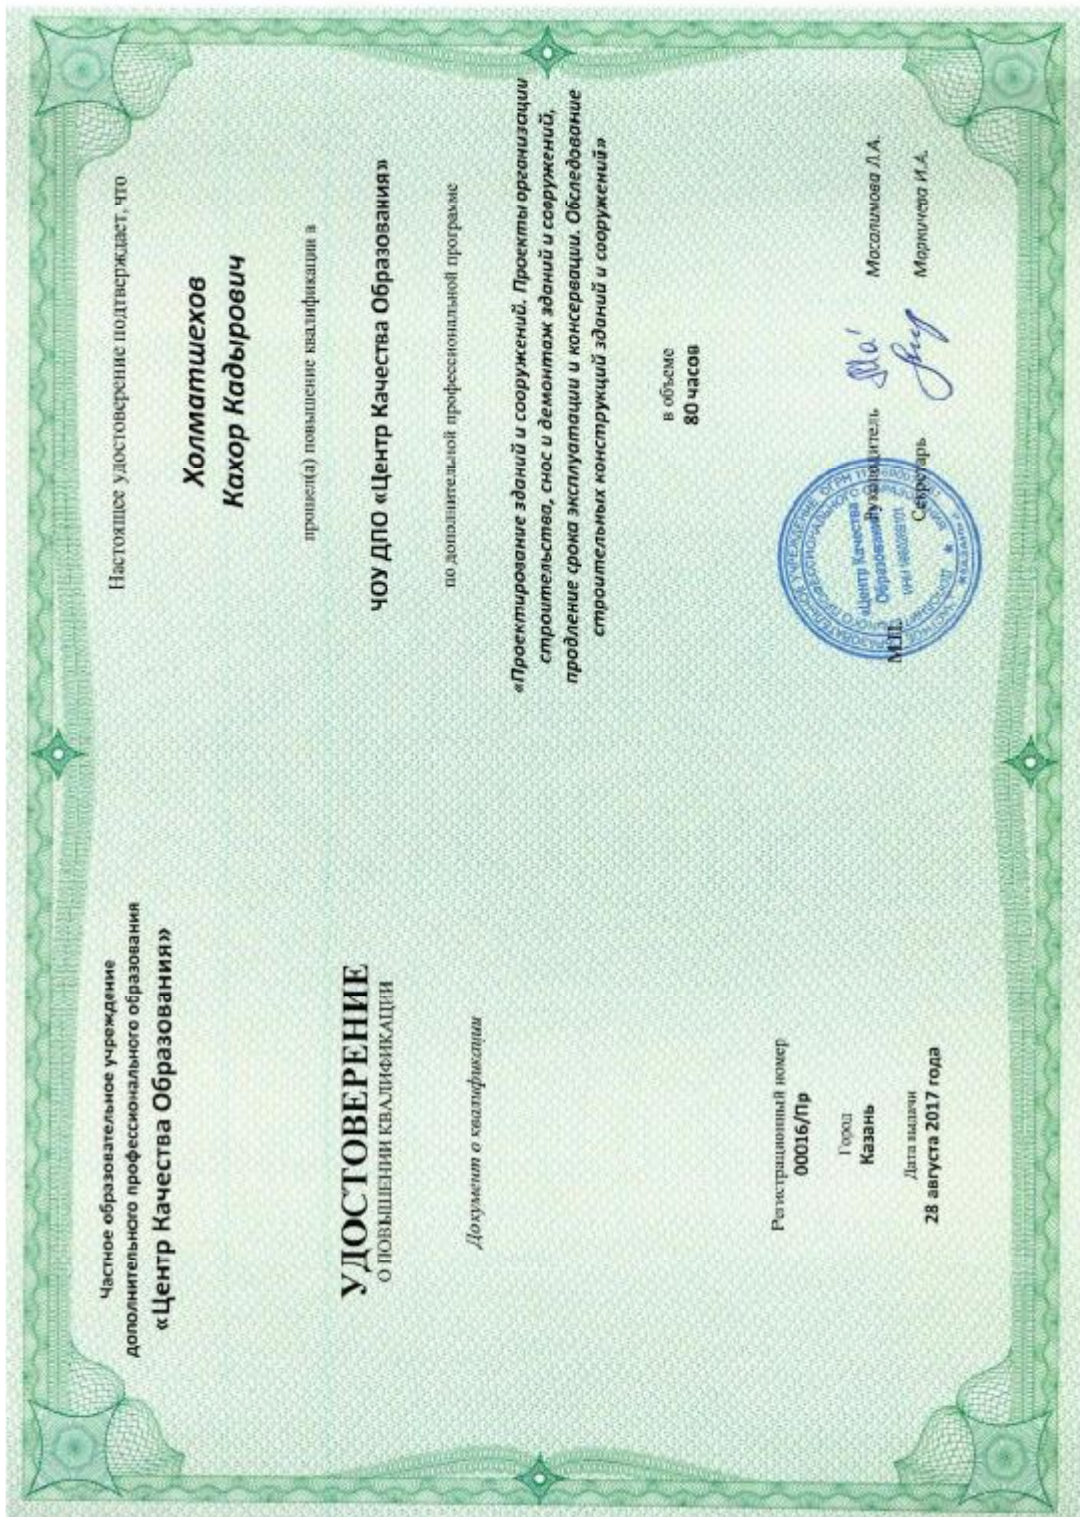 Частное образовательное учреждение
дополнительного профессионального образования
«Центр Качества Образования»
УДОСТОВЕРЕНИЕ
О ПОВЫШЕНИИ КВАЛИФИКАЦИИ
Документ о квалификации
Регистрационный номер
00016/Пр
Город
Казань
Дата выдачи
28 августа 2017 года
Настоящее удостоверение подтверждает, что
Холматшехов
Кахор Кадырович
прошел(а) повышение квалификации в
ЧОУ ДПО «Центр Качества Образования»
по дополнительной профессиональной программе
«Проектирование зданий и сооружений. Проекты организации
строительства, снос и демонтаж зданий и сооружений,
продление срока эксплуатации и консервации. Обследование
строительных конструкций зданий и сооружений»
в объеме
80 часов
Руководитель Мосалимова Л.А.
Секретарь Маркичева И.А.
М.П.
«Центр Качества
Образования»